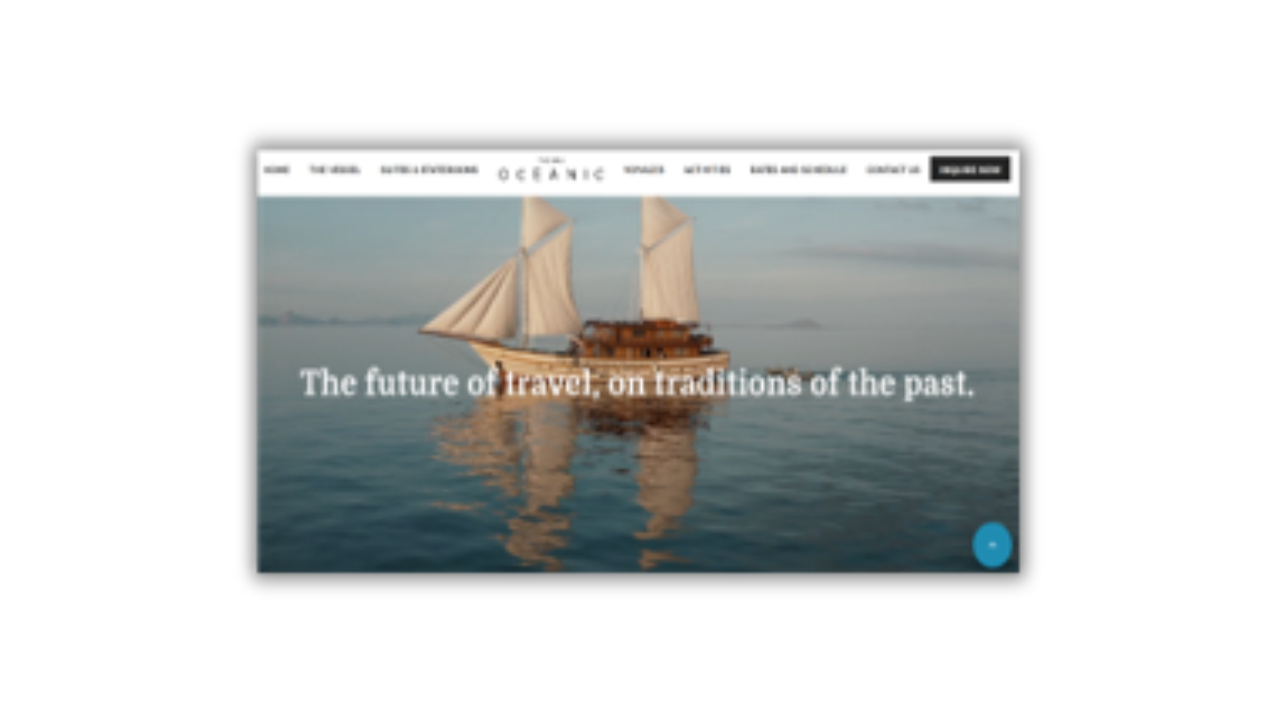 HOME THE VESSEL SUITES & STATEROOMS OCEANIC VOYAGES ACTIVITIES RATES AND SCHEDULE CONTACT US INQUIRE NOW
The future of travel, on traditions of the past.